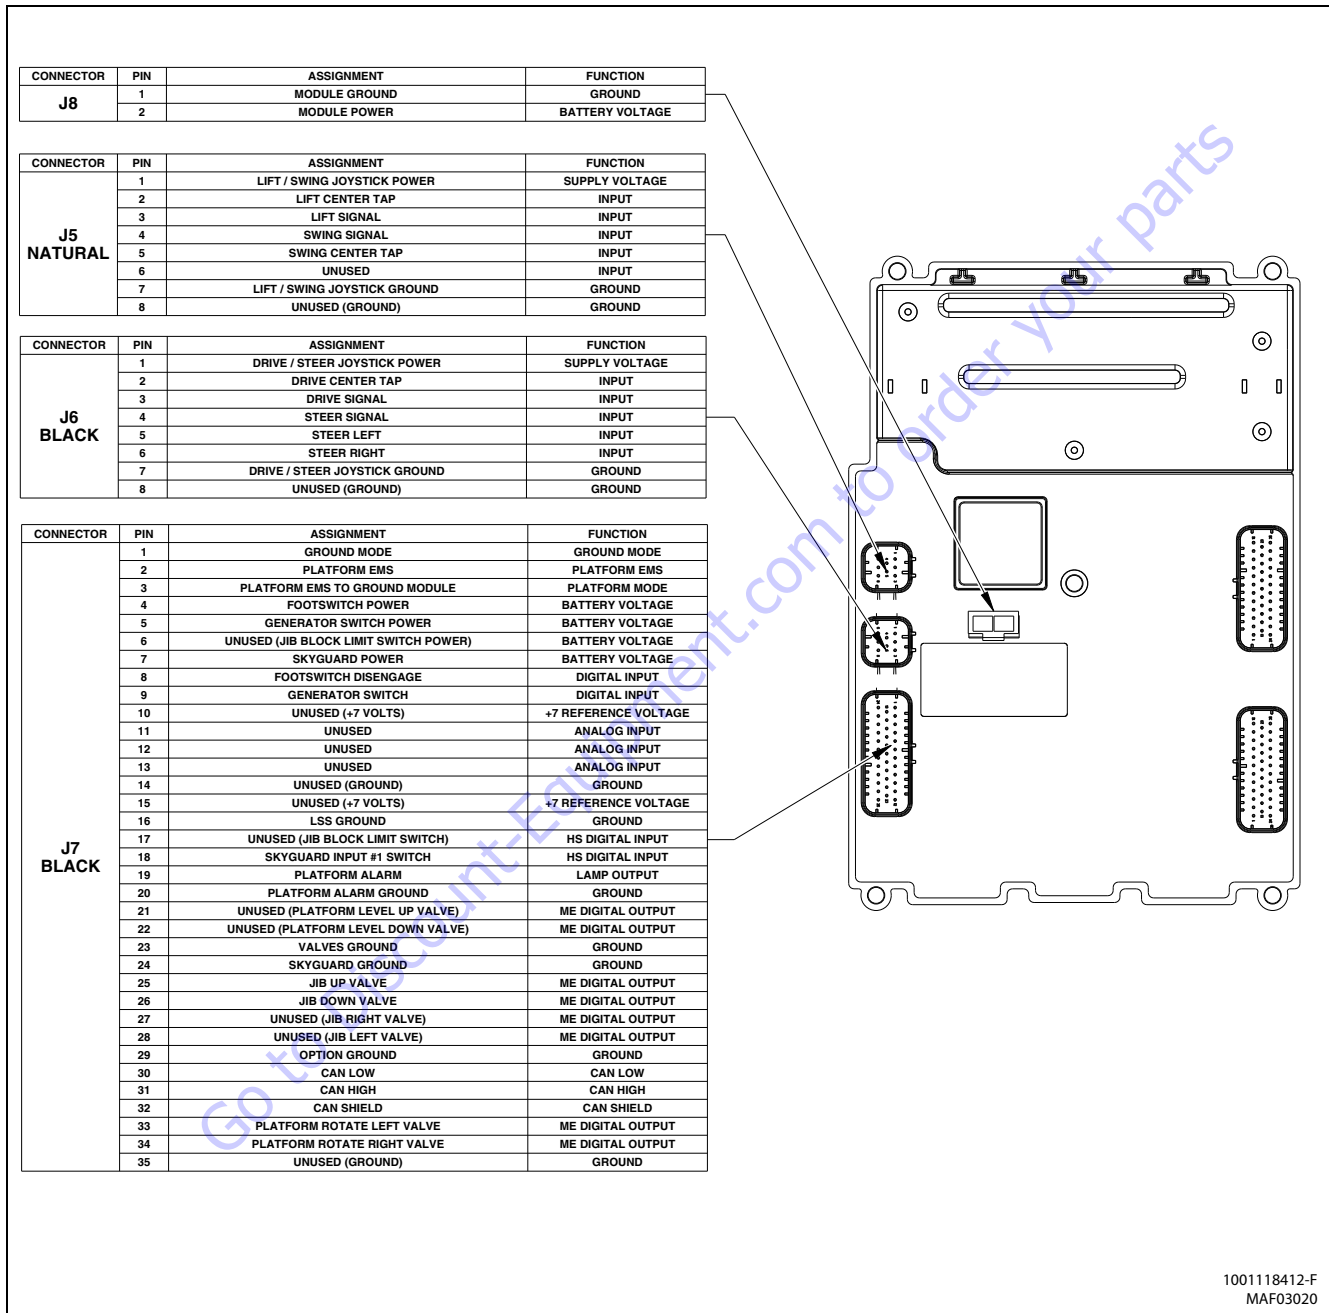 CONNECTOR PIN ASSIGNMENT FUNCTION
J8
1 MODULE GROUND GROUND
2 MODULE POWER BATTERY VOLTAGE
CONNECTOR PIN ASSIGNMENT FUNCTION
J5
NATURAL
1 LIFT / SWING JOYSTICK POWER SUPPLY VOLTAGE
2 LIFT CENTER TAP INPUT
3 LIFT SIGNAL INPUT
4 SWING SIGNAL INPUT
5 SWING CENTER TAP INPUT
6 UNUSED INPUT
7 LIFT / SWING JOYSTICK GROUND GROUND
8 UNUSED (GROUND) GROUND
CONNECTOR PIN ASSIGNMENT FUNCTION
J6
BLACK
1 DRIVE / STEER JOYSTICK POWER SUPPLY VOLTAGE
2 DRIVE CENTER TAP INPUT
3 DRIVE SIGNAL INPUT
4 STEER SIGNAL INPUT
5 STEER LEFT INPUT
6 STEER RIGHT INPUT
7 DRIVE / STEER JOYSTICK GROUND GROUND
8 UNUSED (GROUND) GROUND
CONNECTOR PIN ASSIGNMENT FUNCTION
J7
BLACK
1 GROUND MODE GROUND MODE
2 PLATFORM EMS PLATFORM EMS
3 PLATFORM EMS TO GROUND MODULE PLATFORM MODE
4 FOOTSWITCH POWER BATTERY VOLTAGE
5 GENERATOR SWITCH POWER BATTERY VOLTAGE
6 UNUSED (JIB BLOCK LIMIT SWITCH POWER) BATTERY VOLTAGE
7 SKYGUARD POWER BATTERY VOLTAGE
8 FOOTSWITCH DISENGAGE DIGITAL INPUT
9 GENERATOR SWITCH DIGITAL INPUT
10 UNUSED (+7 VOLTS) +7 REFERENCE VOLTAGE
11 UNUSED ANALOG INPUT
12 UNUSED ANALOG INPUT
13 UNUSED ANALOG INPUT
14 UNUSED (GROUND) GROUND
15 UNUSED (+7 VOLTS) +7 REFERENCE VOLTAGE
16 LSS GROUND GROUND
17 UNUSED (JIB BLOCK LIMIT SWITCH) HS DIGITAL INPUT
18 SKYGUARD INPUT #1 SWITCH HS DIGITAL INPUT
19 PLATFORM ALARM LAMP OUTPUT
20 PLATFORM ALARM GROUND GROUND
21 UNUSED (PLATFORM LEVEL UP VALVE) ME DIGITAL OUTPUT
22 UNUSED (PLATFORM LEVEL DOWN VALVE) ME DIGITAL OUTPUT
23 VALVES GROUND GROUND
24 SKYGUARD GROUND GROUND
25 JIB UP VALVE ME DIGITAL OUTPUT
26 JIB DOWN VALVE ME DIGITAL OUTPUT
27 UNUSED (JIB RIGHT VALVE) ME DIGITAL OUTPUT
28 UNUSED (JIB LEFT VALVE) ME DIGITAL OUTPUT
29 OPTION GROUND GROUND
30 CAN LOW CAN LOW
31 CAN HIGH CAN HIGH
32 CAN SHIELD CAN SHIELD
33 PLATFORM ROTATE LEFT VALVE ME DIGITAL OUTPUT
34 PLATFORM ROTATE RIGHT VALVE ME DIGITAL OUTPUT
35 UNUSED (GROUND) GROUND
Go to Discount-Equipment.com to order your parts
1001118412-F
MAF03020